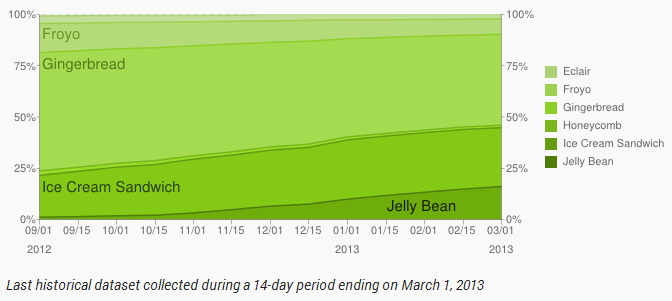 100%
100%
Froyo
Gingerbread
75%
75%
Eclair
Froyo
Gingerbread
Honeycomb
Ice Cream Sandwich
Jelly Bean
50%
50%
25%
25%
Ice Cream Sandwich
Jelly Bean
0%
0%
09/01 09/15 10/01 10/15 11/01 11/15 12/01 12/15 01/01 01/15 02/01 02/15 03/01
2012 2013 2013
Last historical dataset collected during a 14-day period ending on March 1, 2013